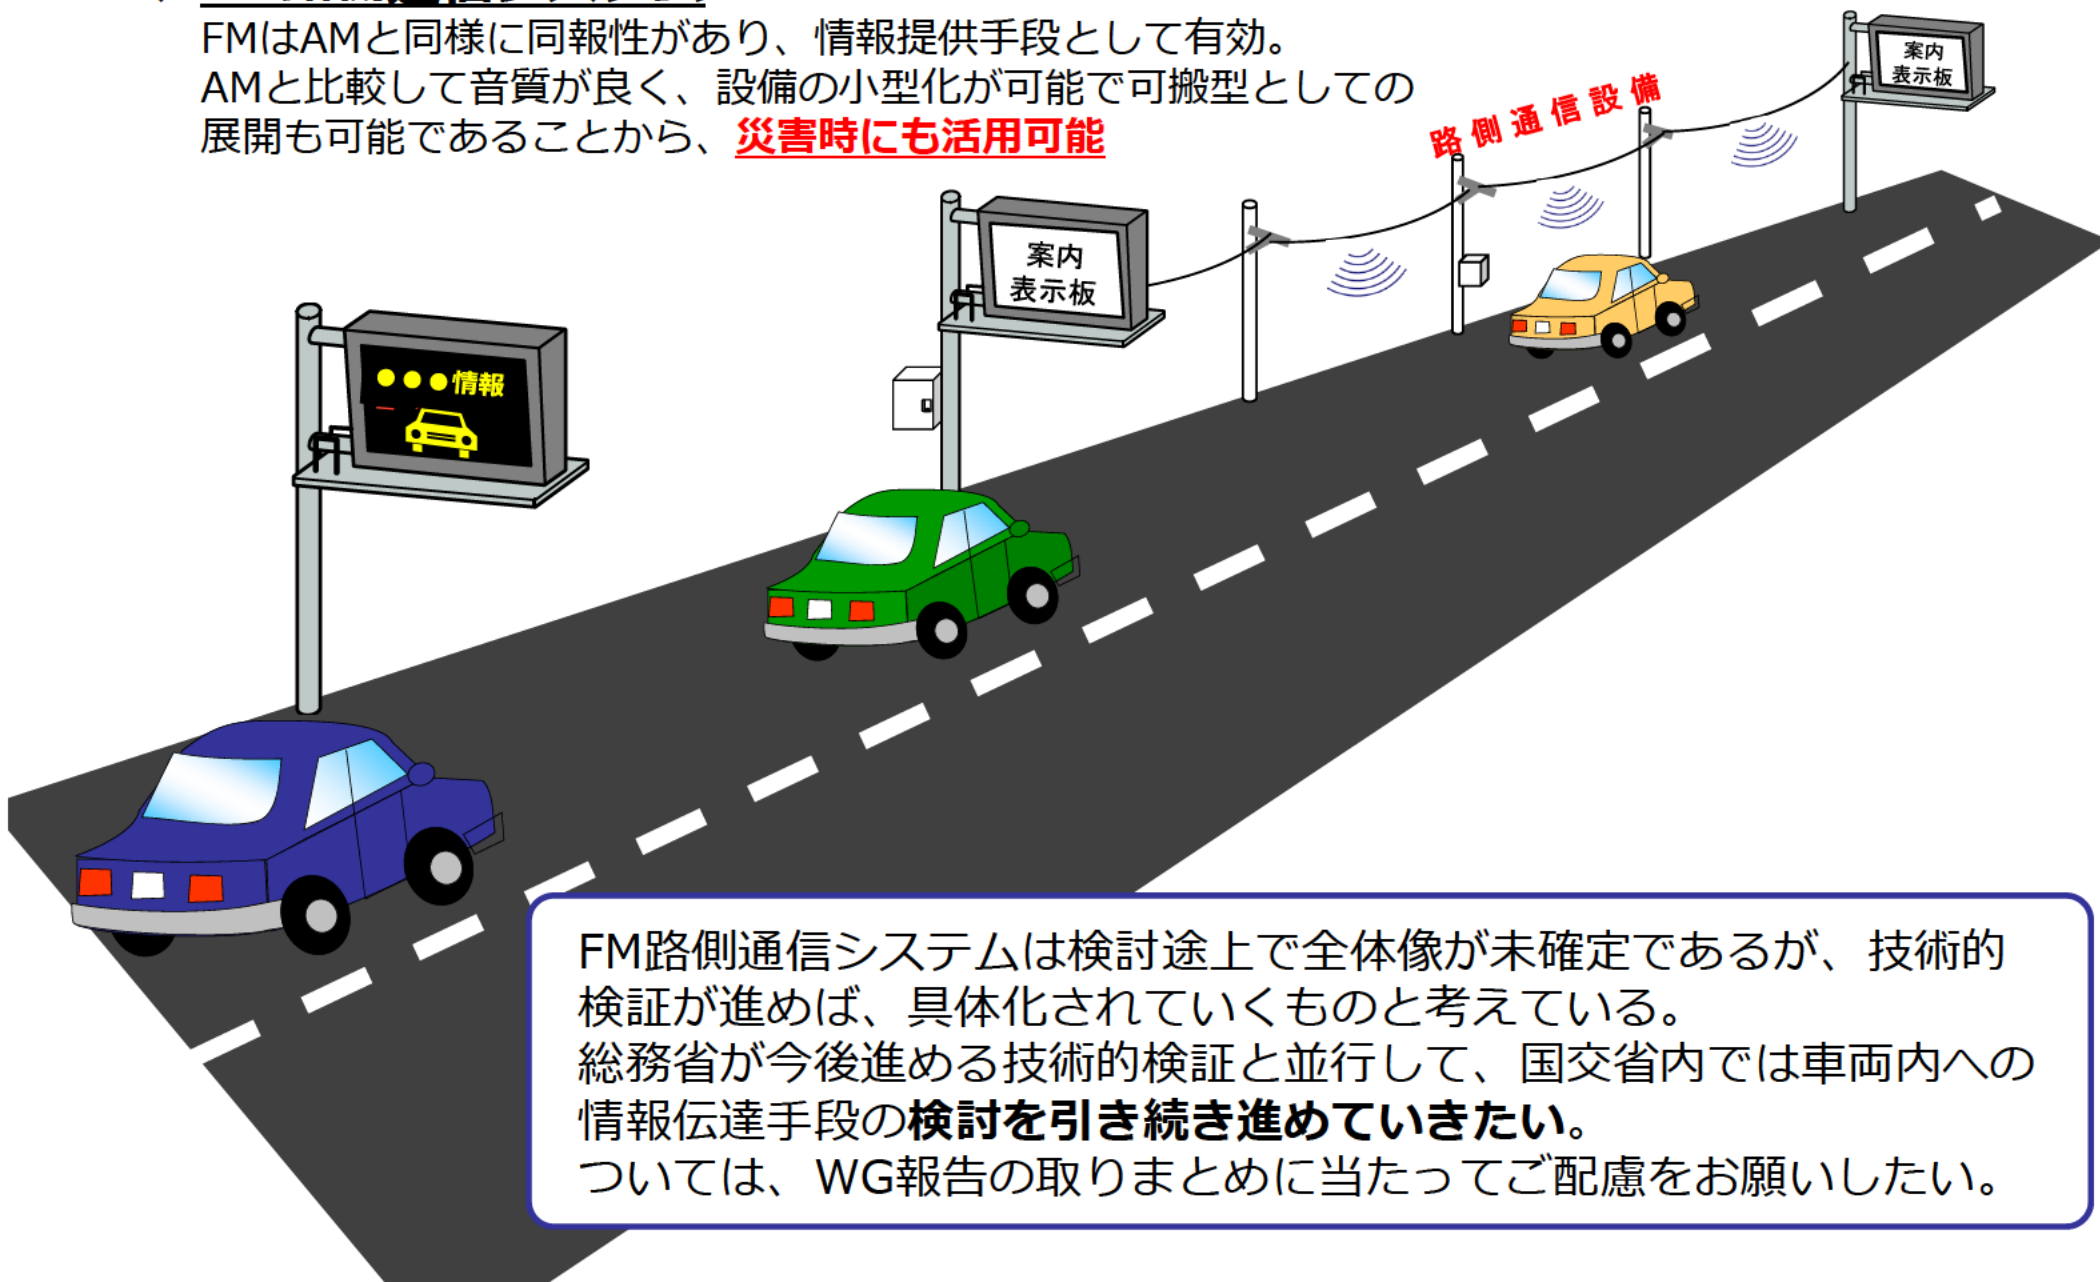 FMはAMと同様に同報性があり、情報提供手段として有効。
AMと比較して音質が良く、設備の小型化が可能で可搬型としての
展開も可能であることから、災害時にも活用可能
路側通信設備
案内
表示板
案内
表示板
●●●情報
FM路側通信システムは検討途上で全体像が未確定であるが、技術的
検証が進めば、具体化されていくものと考えている。
総務省が今後進める技術的検証と並行して、国交省内では車両内への
情報伝達手段の検討を引き続き進めていきたい。
ついては、WG報告の取りまとめに当たってご配慮をお願いしたい。